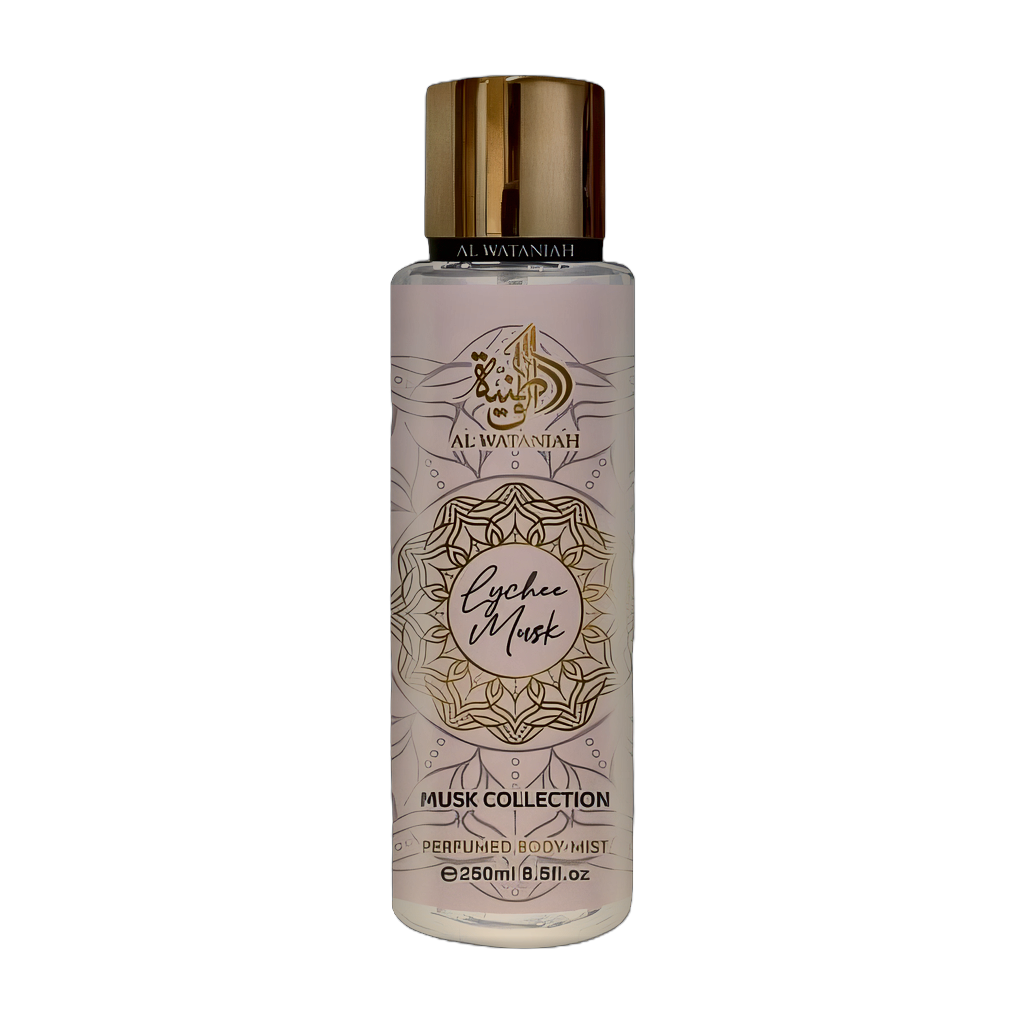 AL WATANIAH
الوطنية
AL WATANIAH
Lychee
Musk
MUSK COLLECTION
PERFUMED BODY MIST
℮250ml 8.5fl.oz